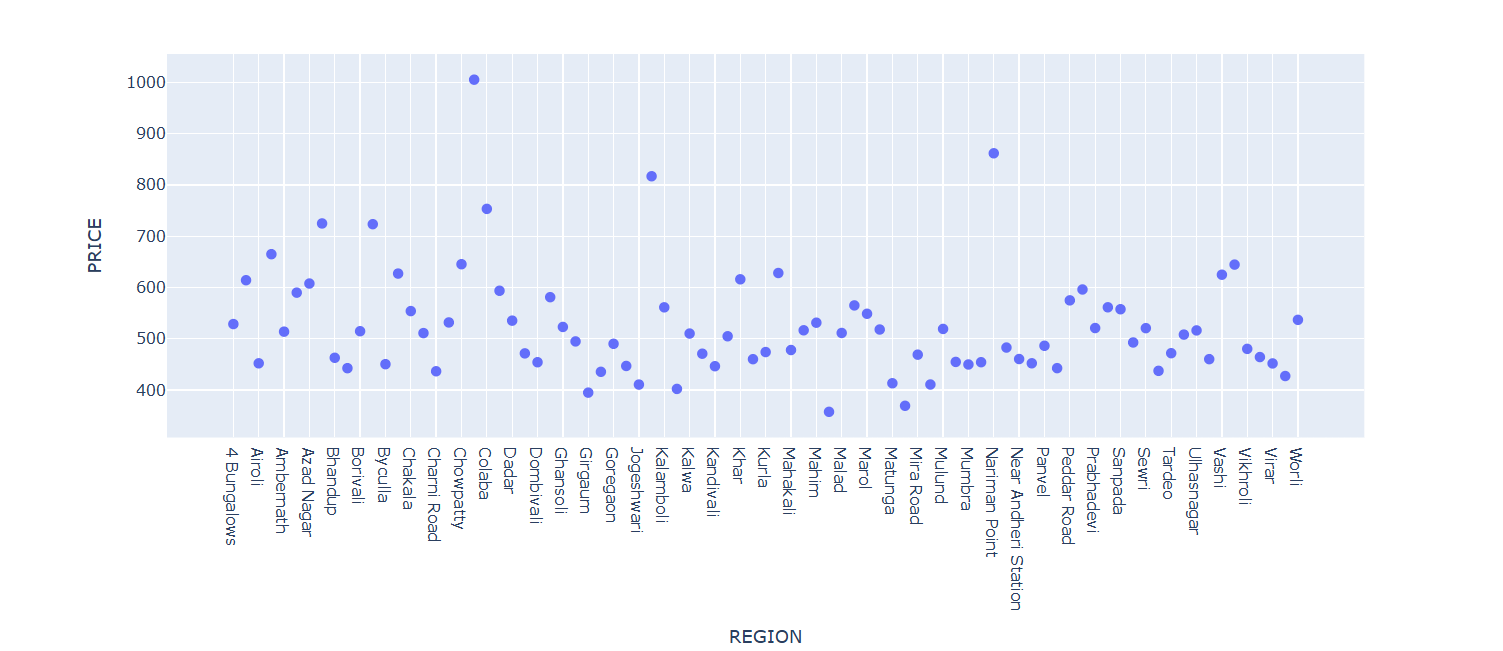 1000
900
800
700
600
500
400
PRICE
4 Bungalows
Airoli
Ambernath
Azad Nagar
Bhandup
Borivali
Byculla
Chakala
Charni Road
Chowpatty
Colaba
Dadar
Dombivali
Ghansoli
Girgaum
Goregaon
Jogeshwari
Kalamboli
Kalwa
Kandivali
Khar
Kurla
Mahakali
Mahim
Malad
Marol
Matunga
Mira Road
Mulund
Mumbra
Nariman Point
Near Andheri Station
Panvel
Peddar Road
Prabhadevi
Sanpada
Sewri
Tardeo
Ulhasnagar
Vashi
Vikhroli
Virar
Worli
REGION